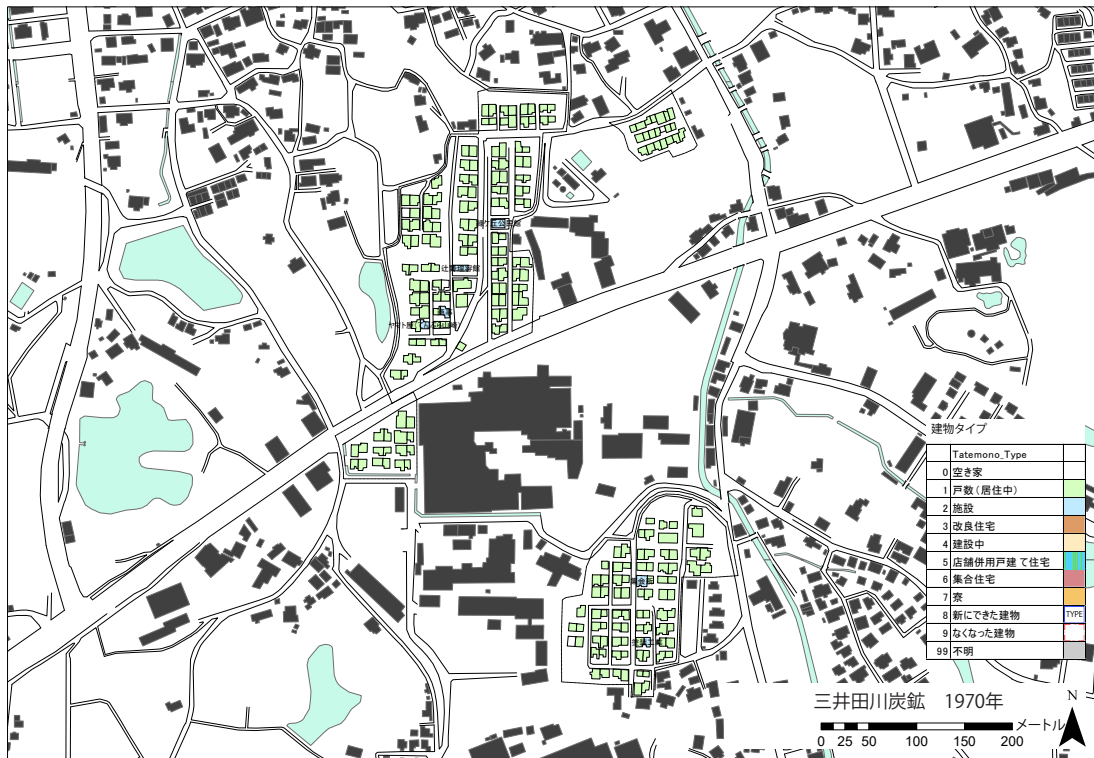 建物タイプ
Tatemono_Type
0 空き家
1 戸数(居住中)
2 施設
3 改良住宅
4 建設中
5 店舗併用戸建 て住宅
6 集合住宅
7 寮
8 新にできた建物 TYPE
9 なくなった建物
99 不明
三井田川炭鉱 1970年
N
メートル
0 25 50 100 150 200